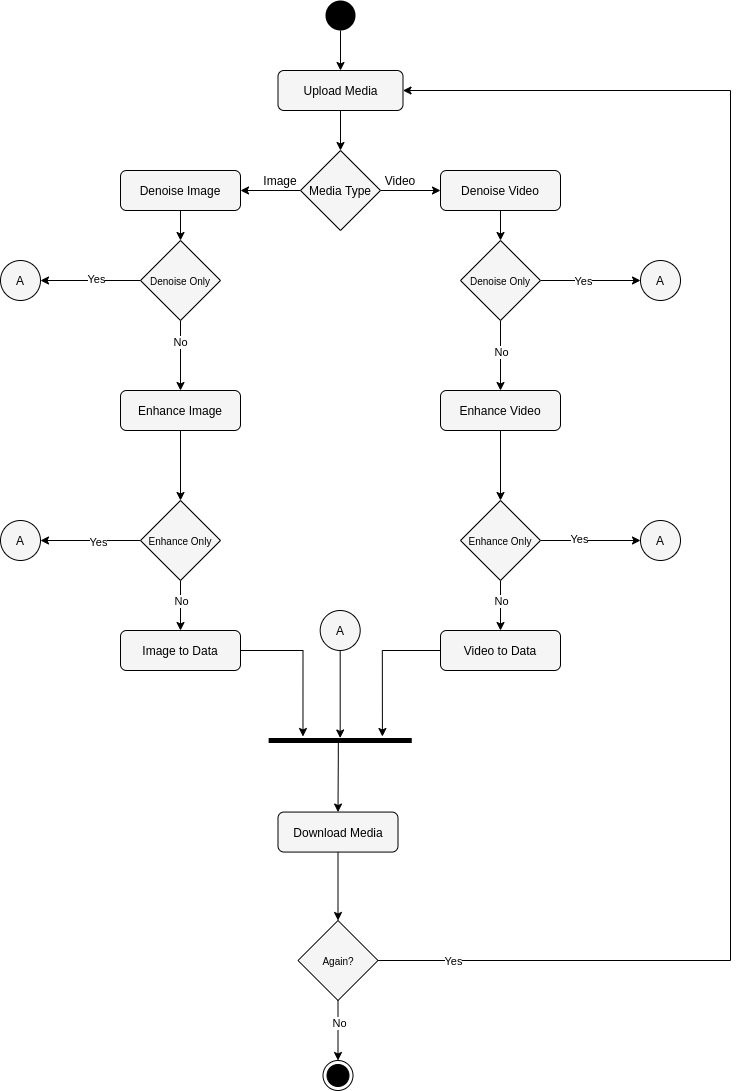 Upload Media
Image
Media Type
Video
Denoise Image
Denoise Video
A
Yes
Denoise Only
Denoise Only
Yes
A
No
No
Enhance Image
Enhance Video
A
Yes
Enhance Only
Enhance Only
Yes
A
No
No
Image to Data
A
Video to Data
Download Media
Again?
Yes
No